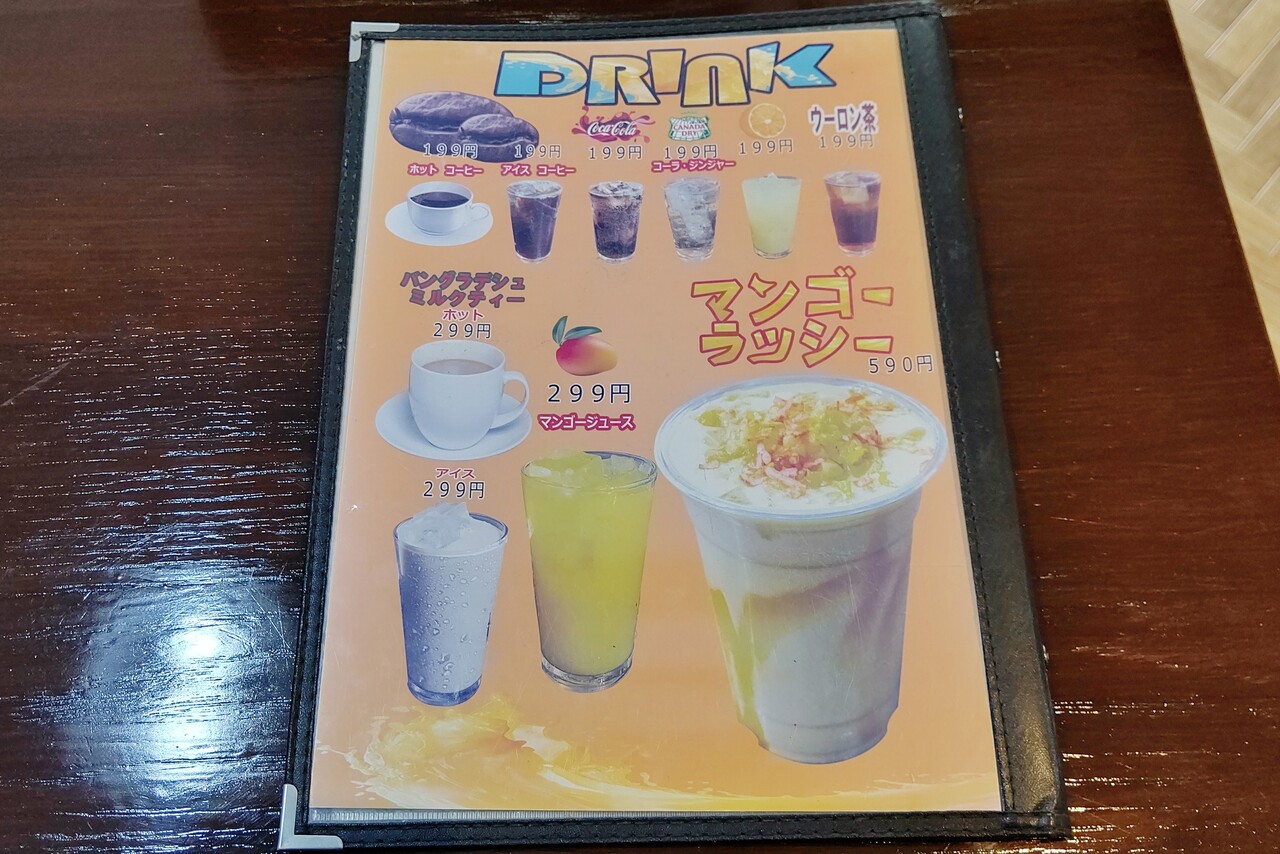 DRINK
Coca-Cola
CANADA DRY
ウーロン茶
199円
199円
199円
199円
199円
199円
ホット コーヒー
アイス コーヒー
コーラ・ジンジャー
バングラデシュ
ミルクティー
ホット
299円
マンゴー
ラッシー
590円
299円
マンゴージュース
アイス
299円